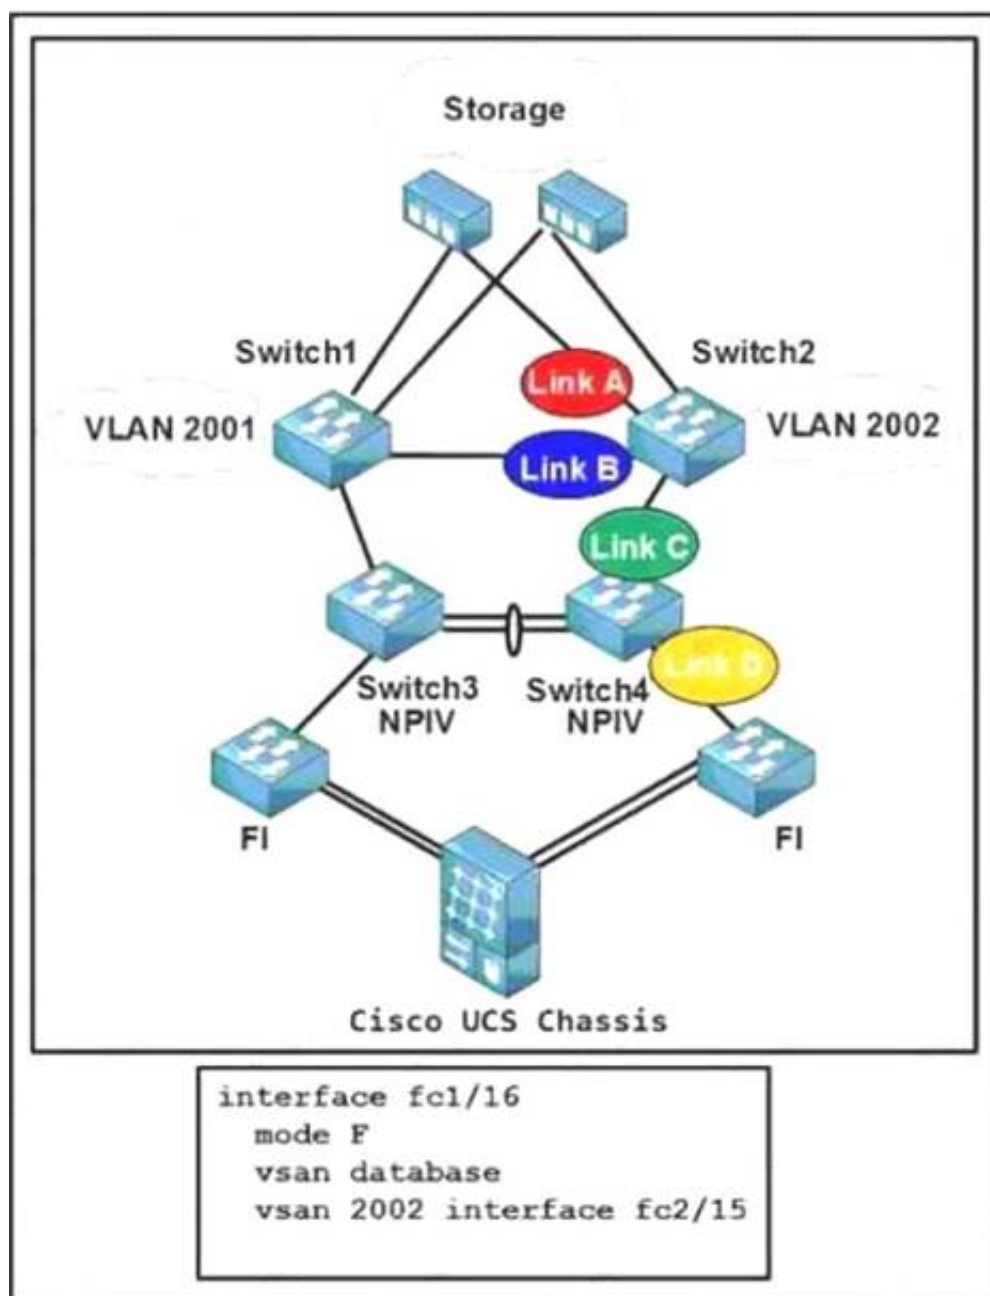 Storage
Switch1
Switch2
Link A
VLAN 2001
VLAN 2002
Link B
Link C
Link D
Switch3
NPIV
Switch4
NPIV
FI
FI
Cisco UCS Chassis
interface fc1/16
mode F
vsan database
vsan 2002 interface fc2/15